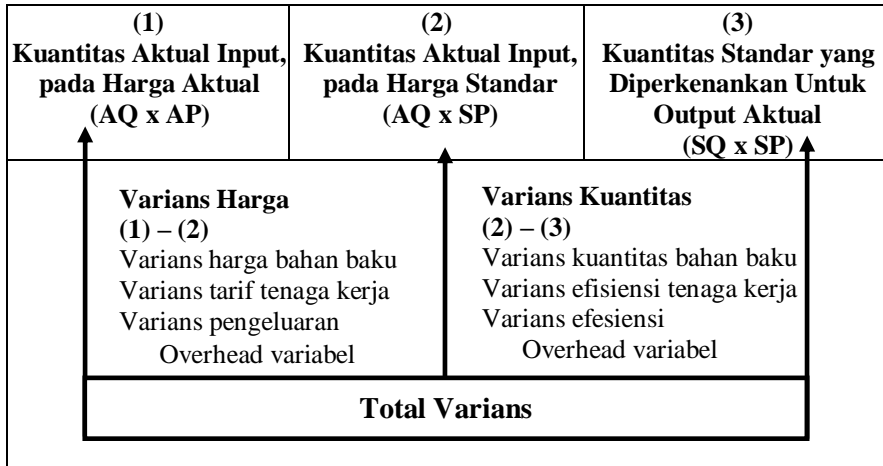 (1)
Kuantitas Aktual Input,
pada Harga Aktual
(AQ x AP)
(2)
Kuantitas Aktual Input,
pada Harga Standar
(AQ x SP)
(3)
Kuantitas Standar yang
Diperkenankan Untuk
Output Aktual
(SQ x SP)
Varians Harga
(1) – (2)
Varians harga bahan baku
Varians tarif tenaga kerja
Varians pengeluaran
Overhead variabel
Varians Kuantitas
(2) – (3)
Varians kuantitas bahan baku
Varians efisiensi tenaga kerja
Varians efesiensi
Overhead variabel
Total Varians